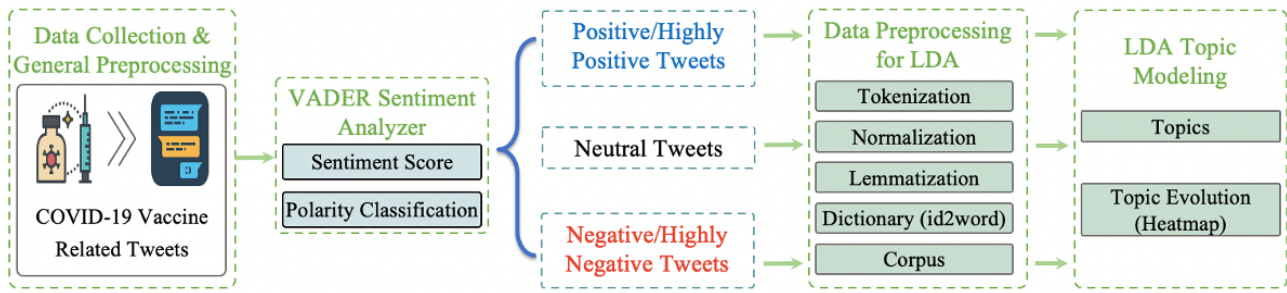 Data Collection &
General Preprocessing
COVID-19 Vaccine
Related Tweets
VADER Sentiment
Analyzer
Sentiment Score
Polarity Classification
Positive/Highly
Positive Tweets
Neutral Tweets
Negative/Highly
Negative Tweets
Data Preprocessing
for LDA
Tokenization
Normalization
Lemmatization
Dictionary (id2word)
Corpus
LDA Topic
Modeling
Topics
Topic Evolution
(Heatmap)